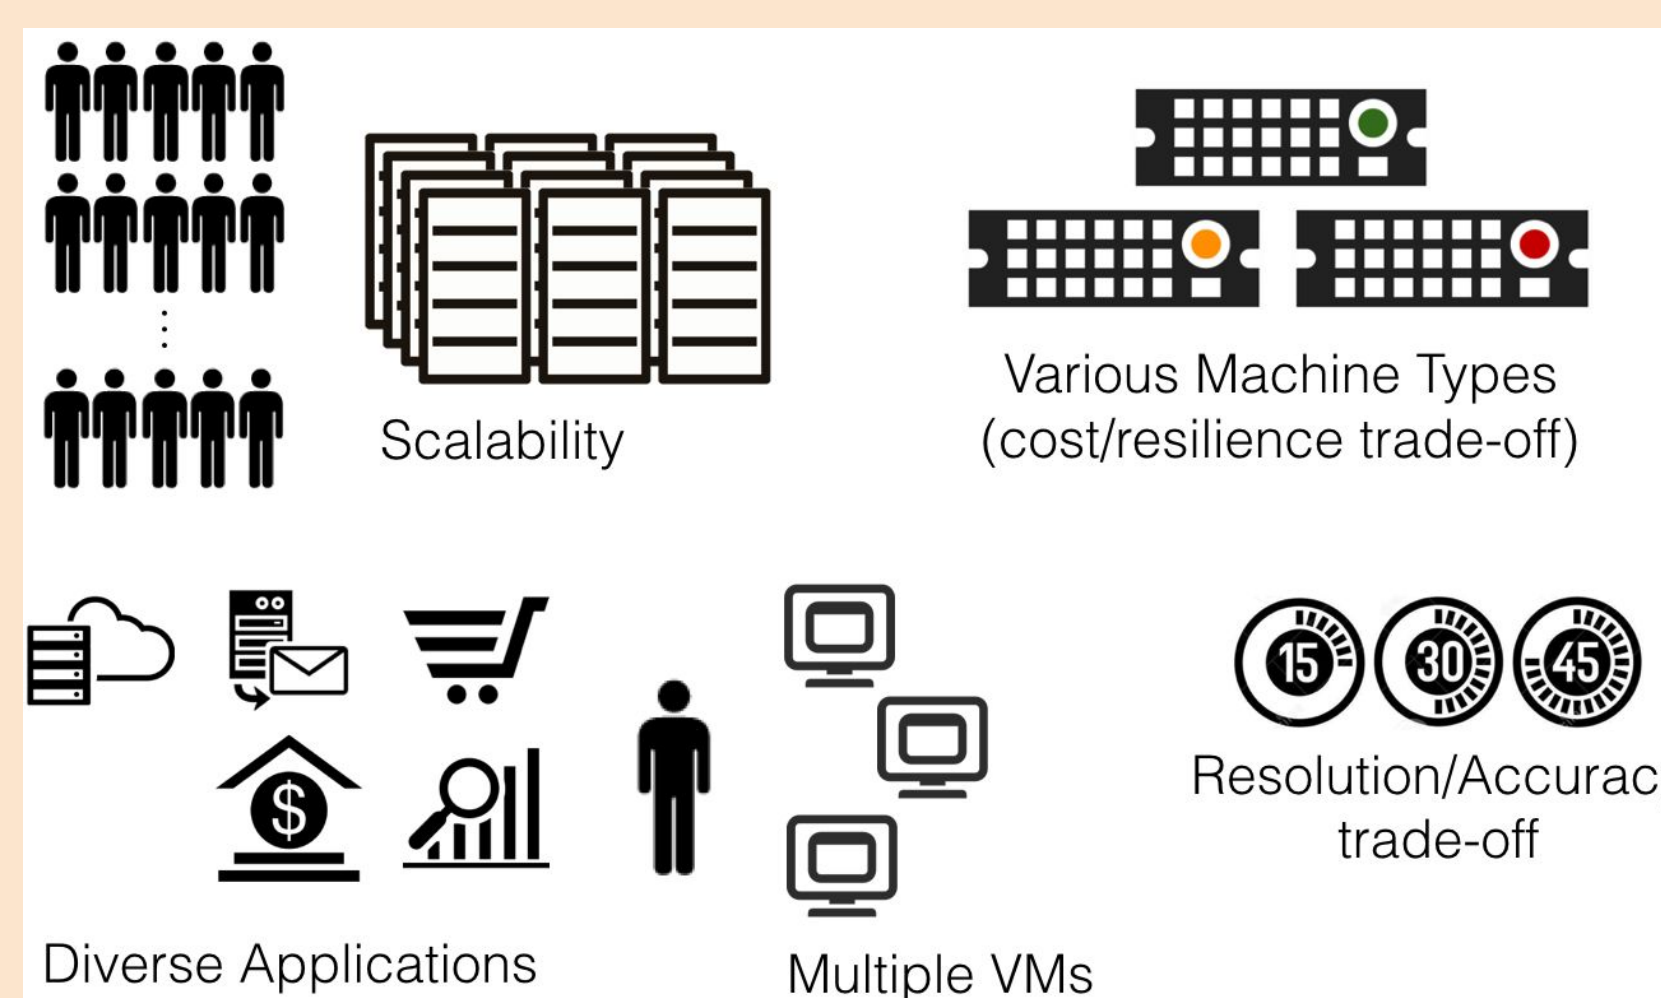 Scalability
Various Machine Types
(cost/resilience trade-off)
$
15
30
45
Resolution/Accurac
trade-off
Diverse Applications
Multiple VMs